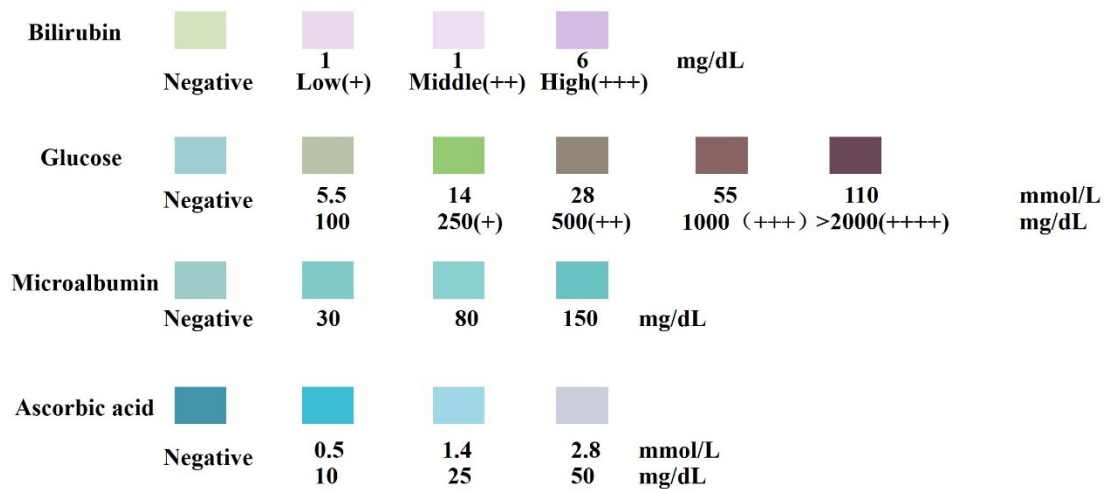 Bilirubin
1 1 6 mg/dL
Negative Low(+) Middle(++) High(+++)
Glucose
Negative 5.5 14 28 55 110 mmol/L
100 250(+) 500(++) 1000（+++）>2000(++++) mg/dL
Microalbumin
Negative 30 80 150 mg/dL
Ascorbic acid
Negative 0.5 1.4 2.8 mmol/L
10 25 50 mg/dL